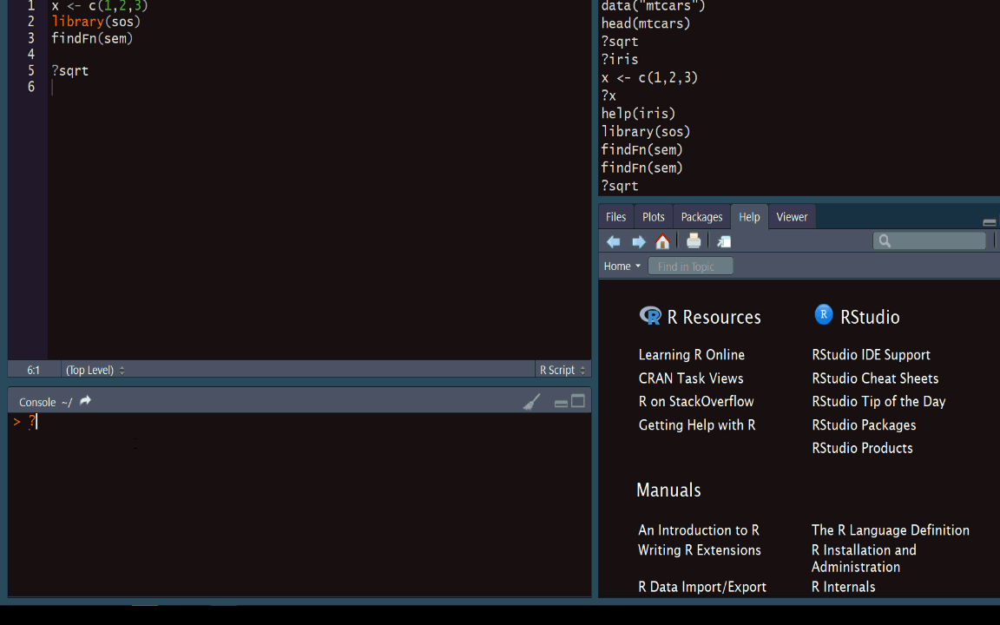 1 x <- c(1,2,3)
2 library(sos)
3 findFn(sem)
4
5 ?sqrt
6
6:1 (Top Level) R Script
Console ~/
> ?
data("mtcars")
head(mtcars)
?sqrt
?iris
x <- c(1,2,3)
?x
help(iris)
library(sos)
findFn(sem)
findFn(sem)
?sqrt
Files Plots Packages Help Viewer
Home Find in Topic
R Resources
Learning R Online
CRAN Task Views
R on StackOverflow
Getting Help with R
R RStudio
RStudio IDE Support
RStudio Cheat Sheets
RStudio Tip of the Day
RStudio Packages
RStudio Products
Manuals
An Introduction to R
Writing R Extensions
R Data Import/Export
The R Language Definition
R Installation and
Administration
R Internals